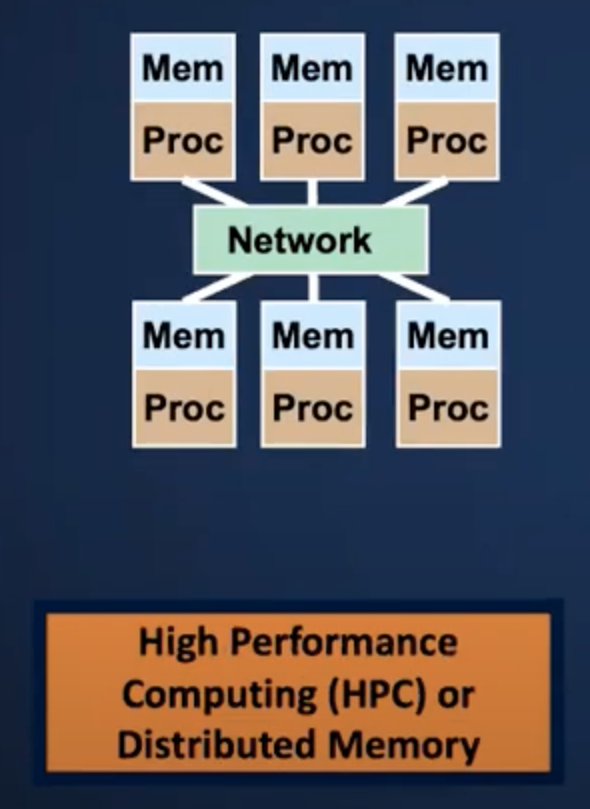 Mem Mem Mem
Proc Proc Proc
Network
Mem Mem Mem
Proc Proc Proc
High Performance
Computing (HPC) or
Distributed Memory